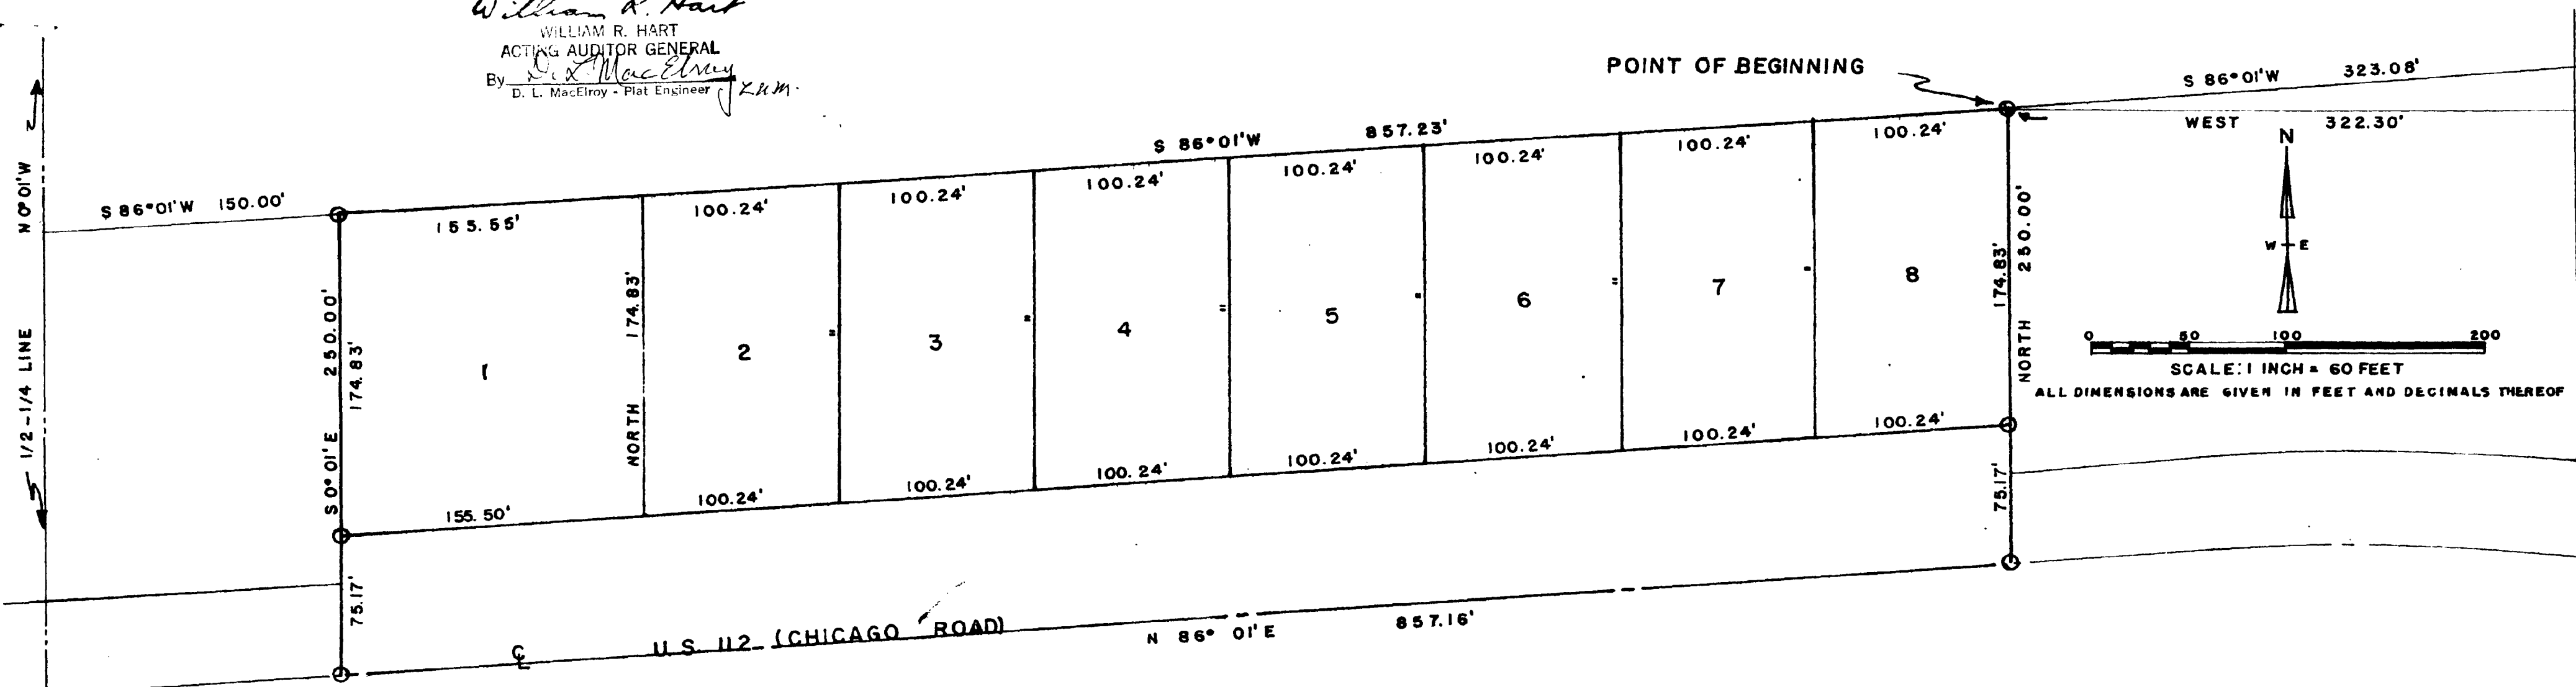 William R. Hart
WILLIAM R. HART
ACTING AUDITOR GENERAL
By D. L. MacElroy
D. L. MacElroy - Plat Engineer
POINT OF BEGINNING
S 86°01'W 323.08'
WEST 322.30'
N
W E
0 50 100 200
SCALE: 1 INCH = 60 FEET
ALL DIMENSIONS ARE GIVEN IN FEET AND DECIMALS THEREOF
N 0°01'W
1/2-1/4 LINE
S 86°01'W 150.00'
S 86°01'W 857.23'
155.55'
100.24'
100.24'
100.24'
100.24'
100.24'
100.24'
100.24'
S 0°01'E 250.00'
174.83'
NORTH 174.83'
"
"
"
"
"
"
174.83'
NORTH 250.00'
1
2
3
4
5
6
7
8
155.50'
100.24'
100.24'
100.24'
100.24'
100.24'
100.24'
100.24'
75.17'
75.17'
℄ U.S. 112 (CHICAGO ROAD)
N 86° 01'E 857.16'